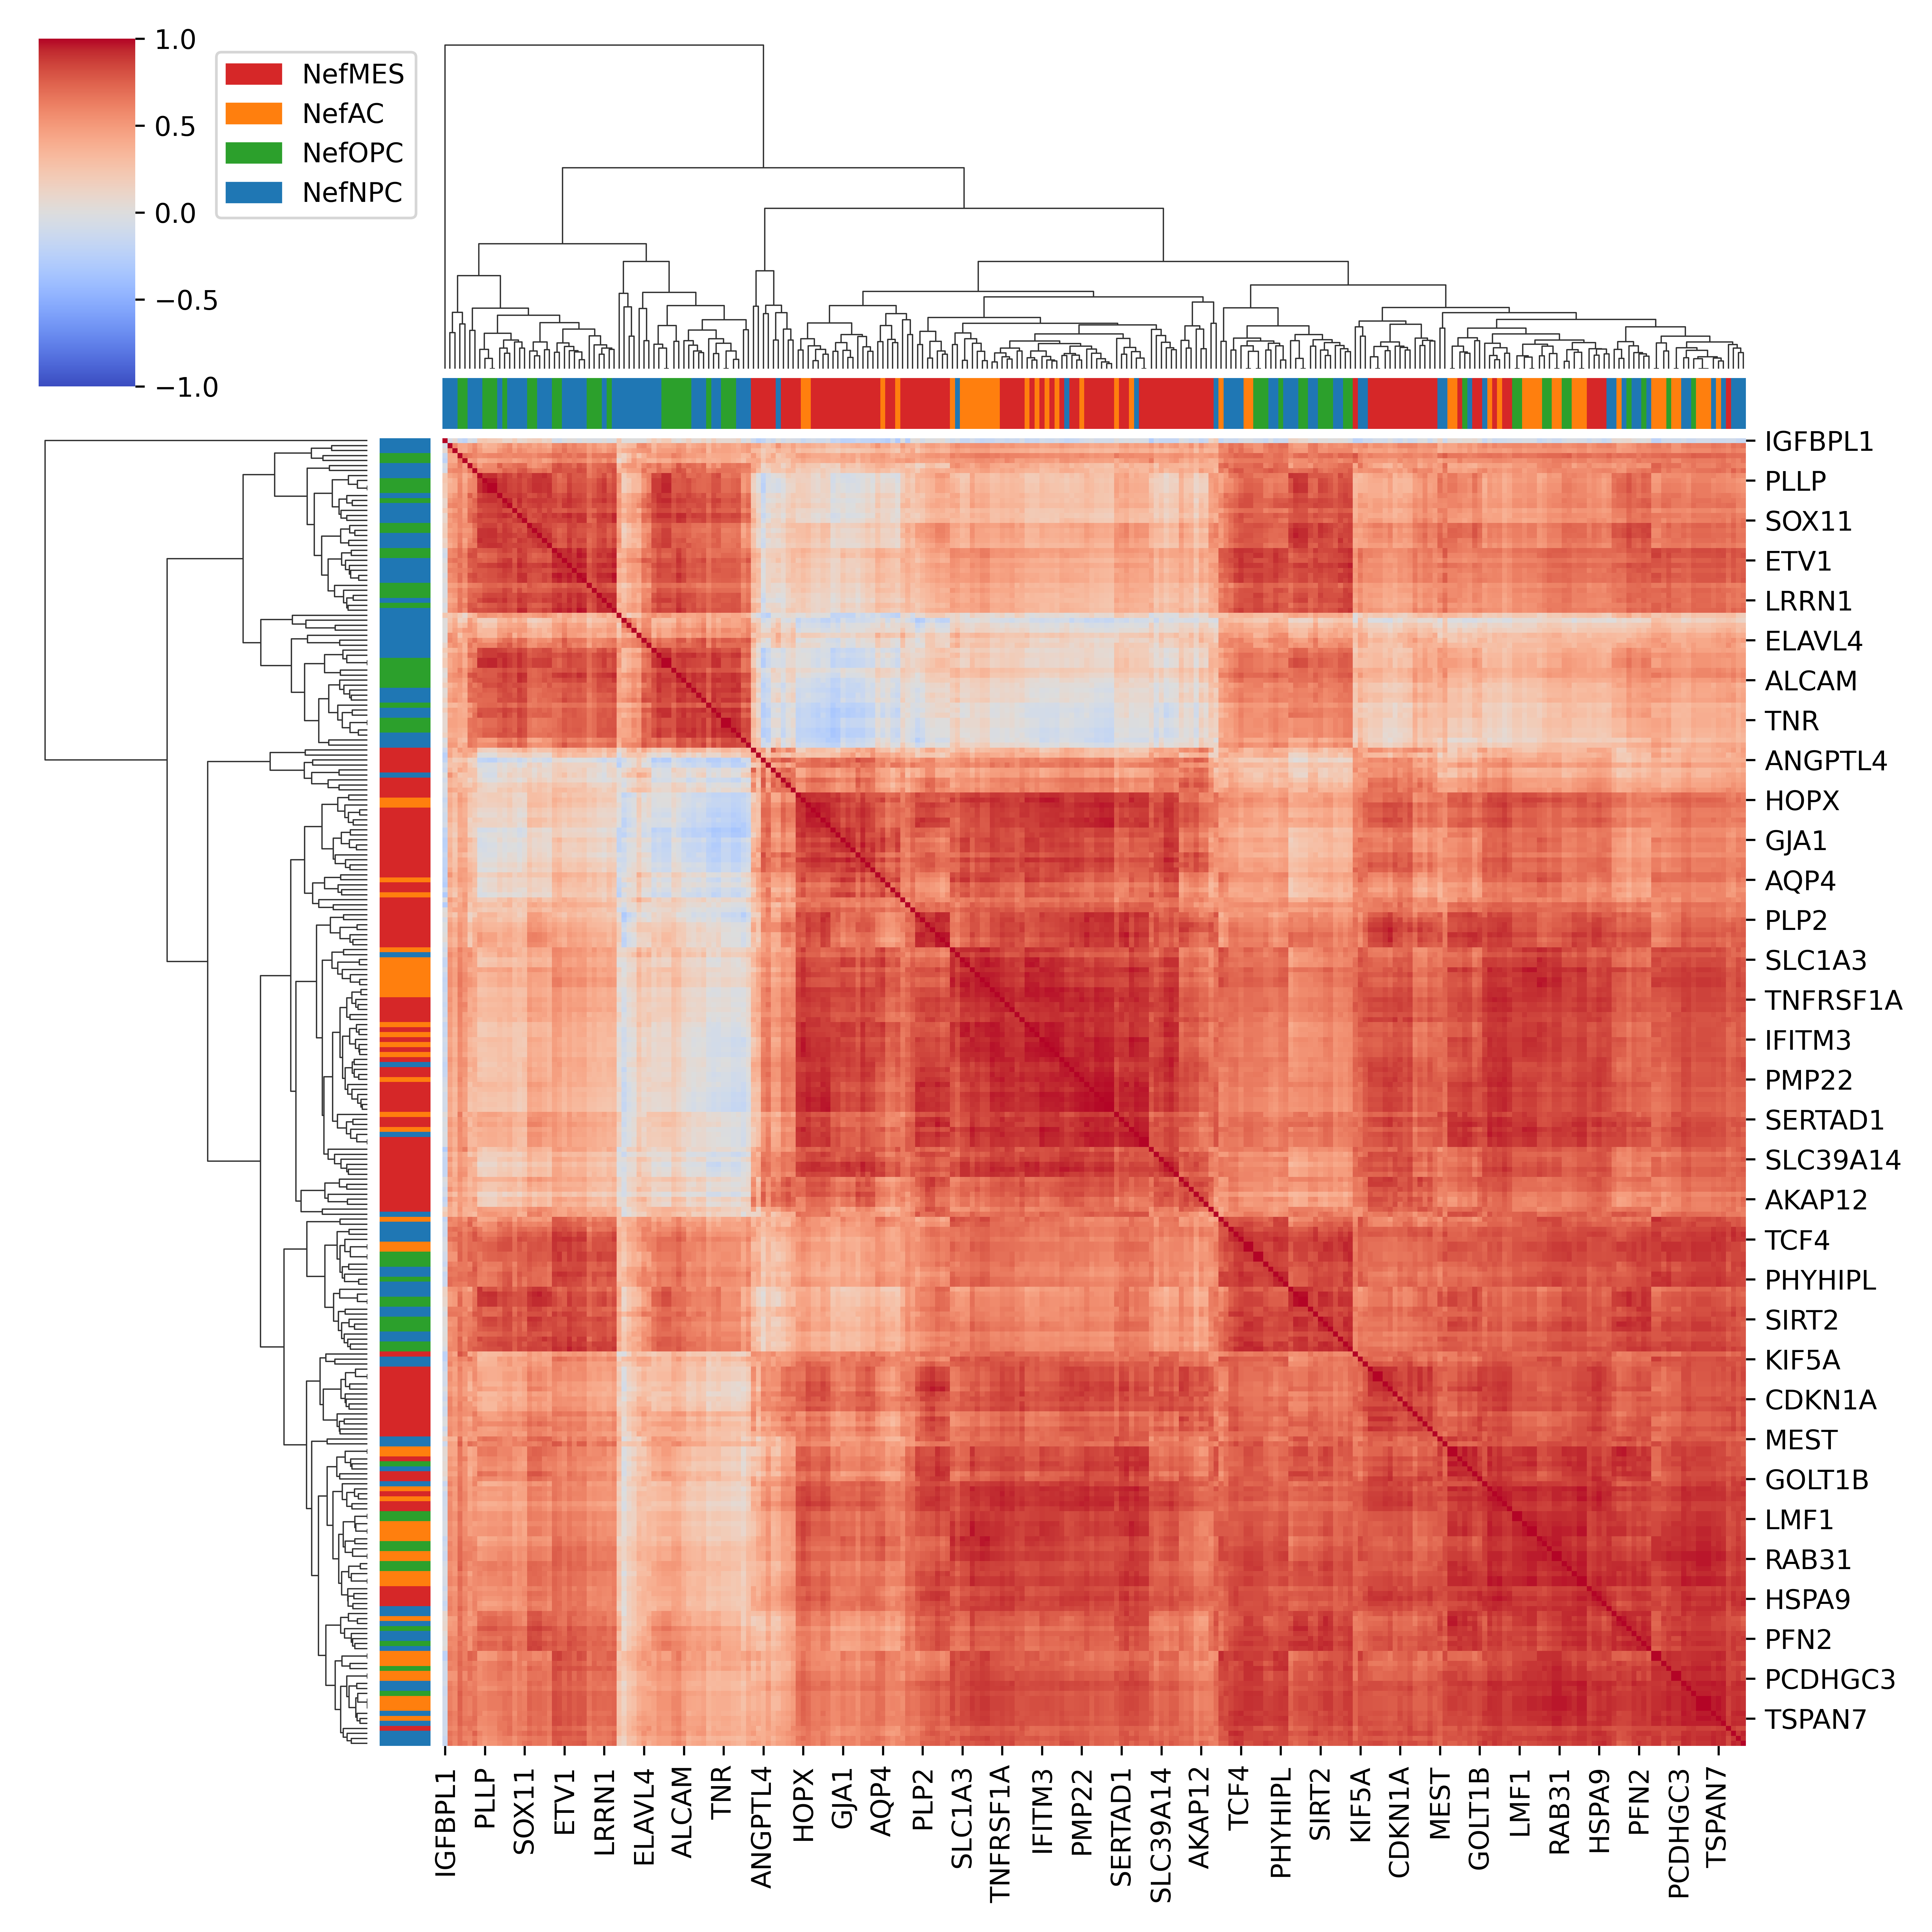 1.0
0.5
0.0
−0.5
−1.0
NefMES
NefAC
NefOPC
NefNPC
IGFBPL1
PLLP
SOX11
ETV1
LRRN1
ELAVL4
ALCAM
TNR
ANGPTL4
HOPX
GJA1
AQP4
PLP2
SLC1A3
TNFRSF1A
IFITM3
PMP22
SERTAD1
SLC39A14
AKAP12
TCF4
PHYHIPL
SIRT2
KIF5A
CDKN1A
MEST
GOLT1B
LMF1
RAB31
HSPA9
PFN2
PCDHGC3
TSPAN7
IGFBPL1
PLLP
SOX11
ETV1
LRRN1
ELAVL4
ALCAM
TNR
ANGPTL4
HOPX
GJA1
AQP4
PLP2
SLC1A3
TNFRSF1A
IFITM3
PMP22
SERTAD1
SLC39A14
AKAP12
TCF4
PHYHIPL
SIRT2
KIF5A
CDKN1A
MEST
GOLT1B
LMF1
RAB31
HSPA9
PFN2
PCDHGC3
TSPAN7